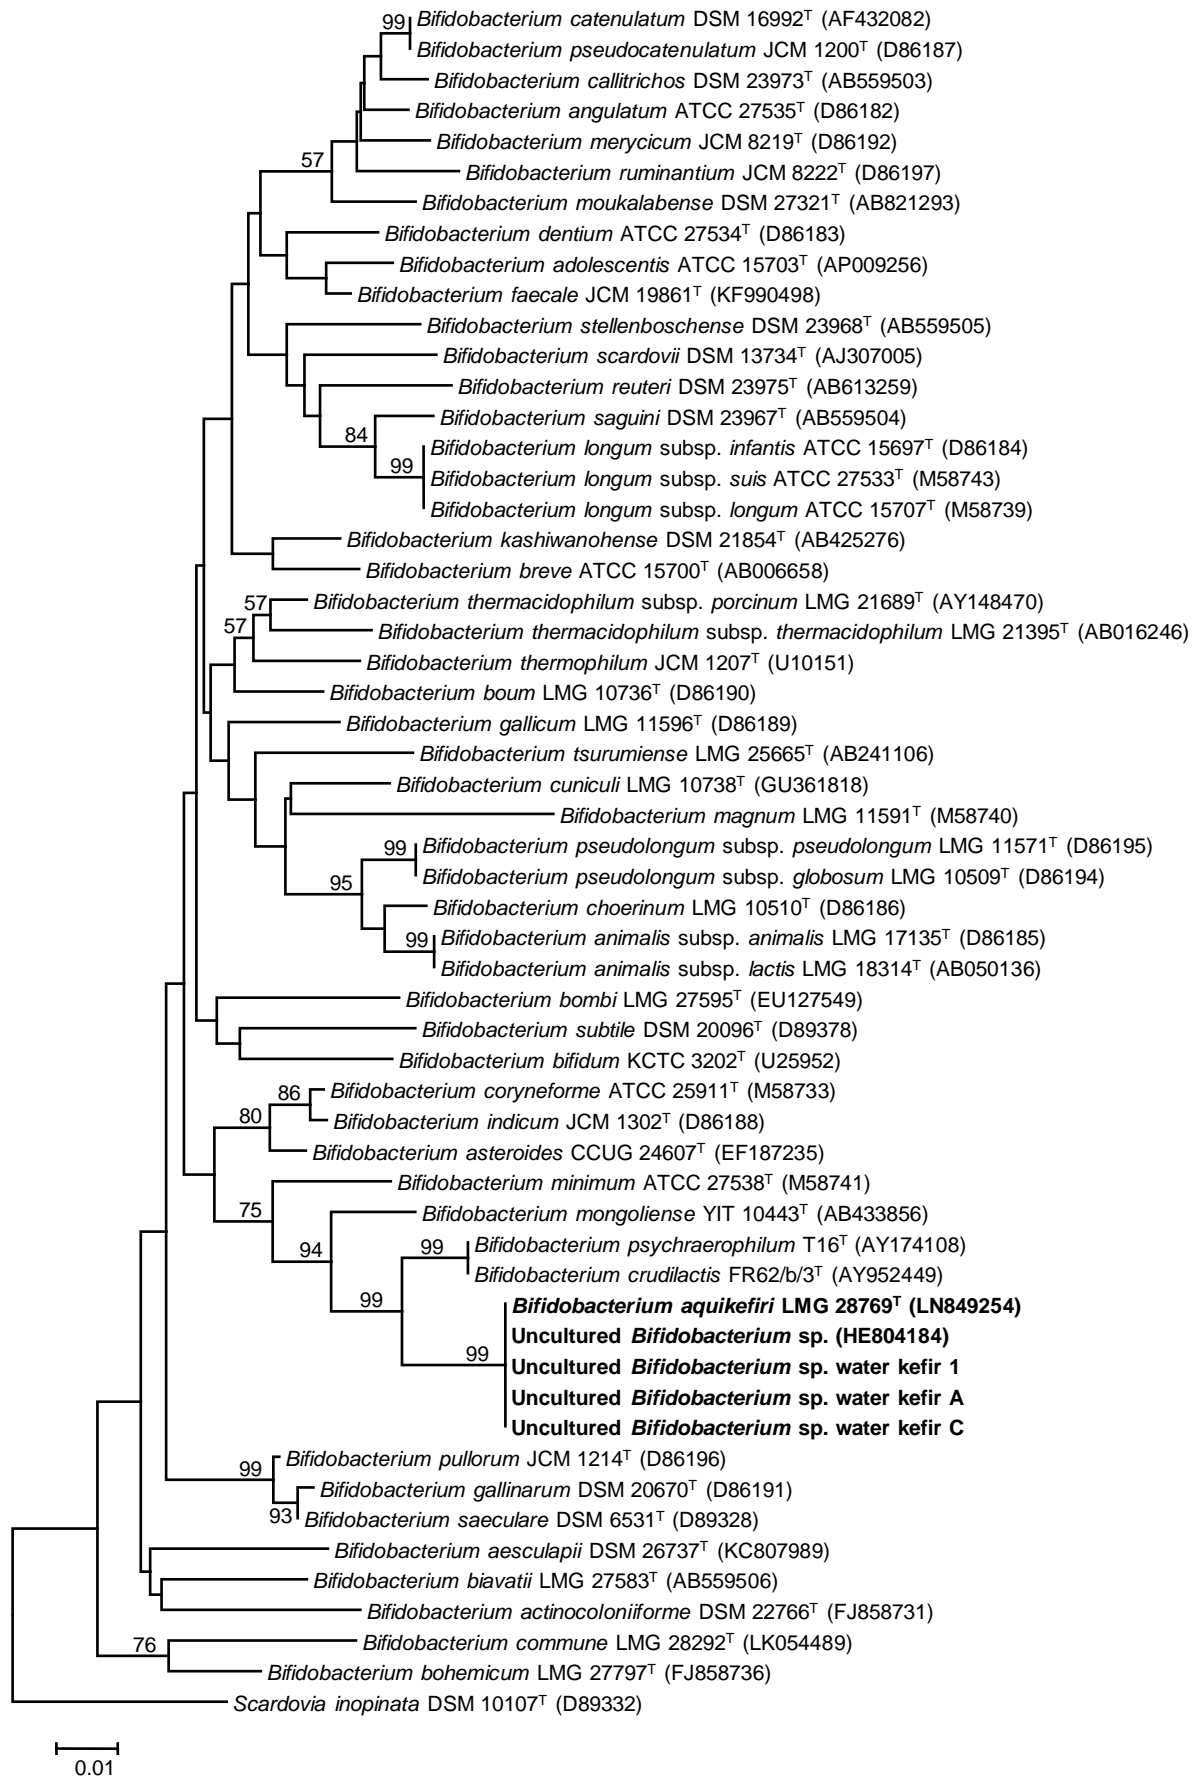 99 Bifidobacterium catenulatum DSM 16992T (AF432082)
Bifidobacterium pseudocatenulatum JCM 1200T (D86187)
Bifidobacterium callitrichos DSM 23973T (AB559503)
Bifidobacterium angulatum ATCC 27535T (D86182)
Bifidobacterium merycicum JCM 8219T (D86192)
57
Bifidobacterium ruminantium JCM 8222T (D86197)
Bifidobacterium moukalabense DSM 27321T (AB821293)
Bifidobacterium dentium ATCC 27534T (D86183)
Bifidobacterium adolescentis ATCC 15703T (AP009256)
Bifidobacterium faecale JCM 19861T (KF990498)
Bifidobacterium stellenboschense DSM 23968T (AB559505)
Bifidobacterium scardovii DSM 13734T (AJ307005)
Bifidobacterium reuteri DSM 23975T (AB613259)
Bifidobacterium saguini DSM 23967T (AB559504)
84
Bifidobacterium longum subsp. infantis ATCC 15697T (D86184)
99
Bifidobacterium longum subsp. suis ATCC 27533T (M58743)
Bifidobacterium longum subsp. longum ATCC 15707T (M58739)
Bifidobacterium kashiwanohense DSM 21854T (AB425276)
Bifidobacterium breve ATCC 15700T (AB006658)
57 Bifidobacterium thermacidophilum subsp. porcinum LMG 21689T (AY148470)
57
Bifidobacterium thermacidophilum subsp. thermacidophilum LMG 21395T (AB016246)
Bifidobacterium thermophilum JCM 1207T (U10151)
Bifidobacterium boum LMG 10736T (D86190)
Bifidobacterium gallicum LMG 11596T (D86189)
Bifidobacterium tsurumiense LMG 25665T (AB241106)
Bifidobacterium cuniculi LMG 10738T (GU361818)
Bifidobacterium magnum LMG 11591T (M58740)
99 Bifidobacterium pseudolongum subsp. pseudolongum LMG 11571T (D86195)
Bifidobacterium pseudolongum subsp. globosum LMG 10509T (D86194)
95
Bifidobacterium choerinum LMG 10510T (D86186)
99 Bifidobacterium animalis subsp. animalis LMG 17135T (D86185)
Bifidobacterium animalis subsp. lactis LMG 18314T (AB050136)
Bifidobacterium bombi LMG 27595T (EU127549)
Bifidobacterium subtile DSM 20096T (D89378)
Bifidobacterium bifidum KCTC 3202T (U25952)
86 Bifidobacterium coryneforme ATCC 25911T (M58733)
80
Bifidobacterium indicum JCM 1302T (D86188)
Bifidobacterium asteroides CCUG 24607T (EF187235)
Bifidobacterium minimum ATCC 27538T (M58741)
75
Bifidobacterium mongoliense YIT 10443T (AB433856)
94
99 Bifidobacterium psychraerophilum T16T (AY174108)
Bifidobacterium crudilactis FR62/b/3T (AY952449)
99
Bifidobacterium aquikefiri LMG 28769T (LN849254)
Uncultured Bifidobacterium sp. (HE804184)
99
Uncultured Bifidobacterium sp. water kefir 1
Uncultured Bifidobacterium sp. water kefir A
Uncultured Bifidobacterium sp. water kefir C
Bifidobacterium pullorum JCM 1214T (D86196)
99
Bifidobacterium gallinarum DSM 20670T (D86191)
93 Bifidobacterium saeculare DSM 6531T (D89328)
Bifidobacterium aesculapii DSM 26737T (KC807989)
Bifidobacterium biavatii LMG 27583T (AB559506)
Bifidobacterium actinocoloniiforme DSM 22766T (FJ858731)
76
Bifidobacterium commune LMG 28292T (LK054489)
Bifidobacterium bohemicum LMG 27797T (FJ858736)
Scardovia inopinata DSM 10107T (D89332)
0.01